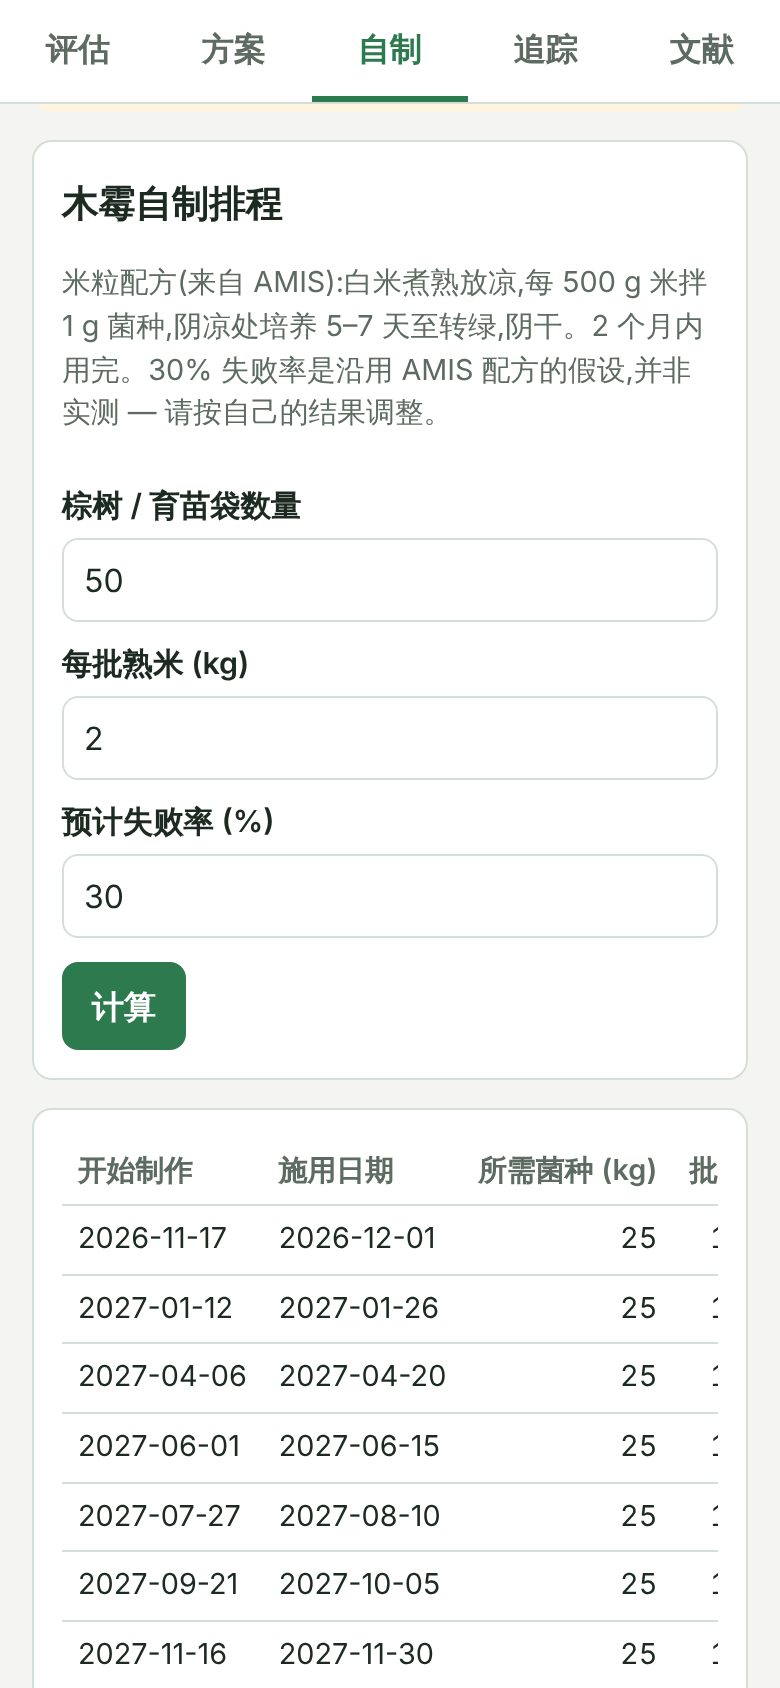 评估 方案 自制 追踪 文献
木霉自制排程
米粒配方(来自 AMIS):白米煮熟放凉,每 500 g 米拌
1 g 菌种,阴凉处培养 5–7 天至转绿,阴干。2 个月内
用完。30% 失败率是沿用 AMIS 配方的假设,并非
实测 — 请按自己的结果调整。
棕树 / 育苗袋数量
50
每批熟米 (kg)
2
预计失败率 (%)
30
计算
开始制作 施用日期 所需菌种 (kg) 批
2026-11-17 2026-12-01 25
2027-01-12 2027-01-26 25
2027-04-06 2027-04-20 25
2027-06-01 2027-06-15 25
2027-07-27 2027-08-10 25
2027-09-21 2027-10-05 25
2027-11-16 2027-11-30 25